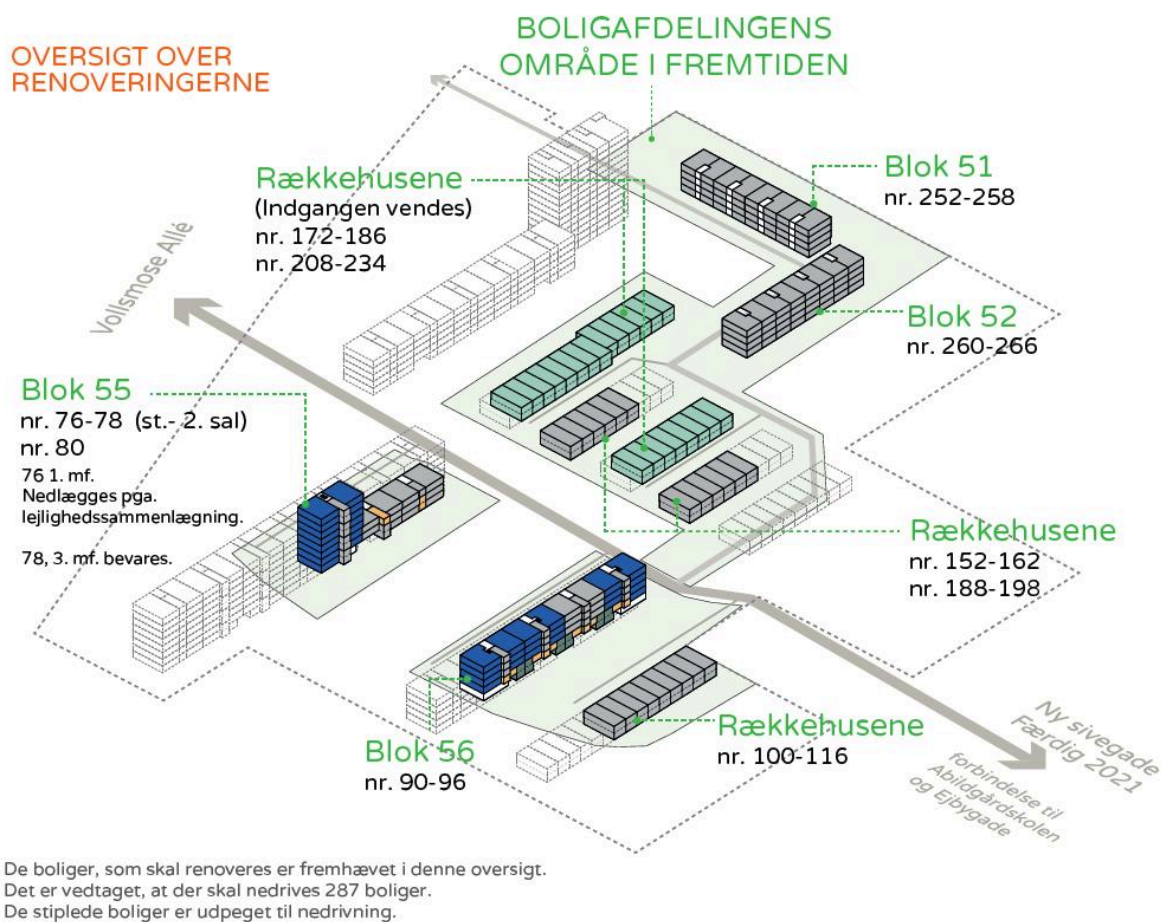 OVERSIGT OVER
RENOVERINGERNE
BOLIGAFDELINGENS
OMRÅDE I FREMTIDEN
Rækkehusene
(Indgangen vendes)
nr. 172-186
nr. 208-234
Blok 51
nr. 252-258
Vollsmose Allé
Blok 52
nr. 260-266
Blok 55
nr. 76-78 (st.- 2. sal)
nr. 80
76 1. mf.
Nedlægges pga.
lejlighedssammenlægning.
78, 3. mf. bevares.
Rækkehusene
nr. 152-162
nr. 188-198
Rækkehusene
nr. 100-116
Blok 56
nr. 90-96
Ny sivegade
Færdig 2021
forbindelse til
Abildgårdskolen
og Ejbygade
De boliger, som skal renoveres er fremhævet i denne oversigt.
Det er vedtaget, at der skal nedrives 287 boliger.
De stiplede boliger er udpeget til nedrivning.